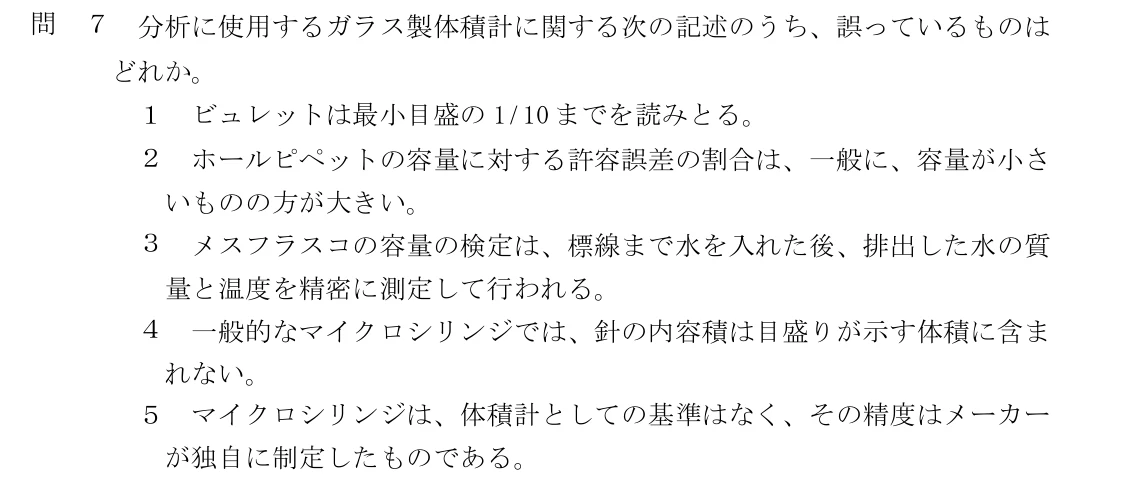 問　7　分析に使用するガラス製体積計に関する次の記述のうち、誤っているものは
どれか。
1　ビュレットは最小目盛の 1/10 までを読みとる。
2　ホールピペットの容量に対する許容誤差の割合は、一般に、容量が小さ
いものの方が大きい。
3　メスフラスコの容量の検定は、標線まで水を入れた後、排出した水の質
量と温度を精密に測定して行われる。
4　一般的なマイクロシリンジでは、針の内容積は目盛りが示す体積に含ま
れない。
5　マイクロシリンジは、体積計としての基準はなく、その精度はメーカー
が独自に制定したものである。